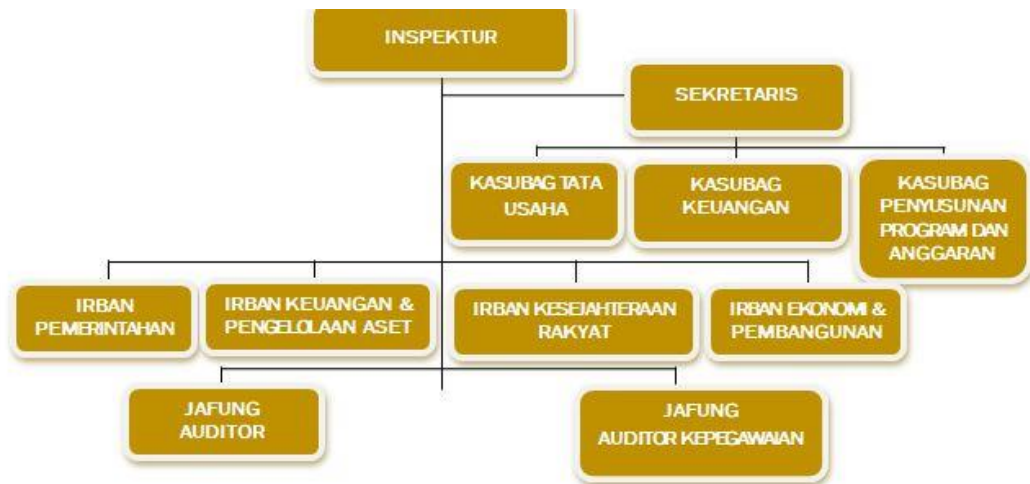 INSPEKTUR
SEKRETARIS
KASUBAG TATA
USAHA
KASUBAG
KEUANGAN
KASUBAG
PENYUSUNAN
PROGRAM DAN
ANGGARAN
IRBAN
PEMERINTAHAN
IRBAN KEUANGAN &
PENGELOLAAN ASET
IRBAN KESEJAHTERAAN
RAKYAT
IRBAN EKONOMI &
PEMBANGUNAN
JAFUNG
AUDITOR
JAFUNG
AUDITOR KEPEGAWAIAN